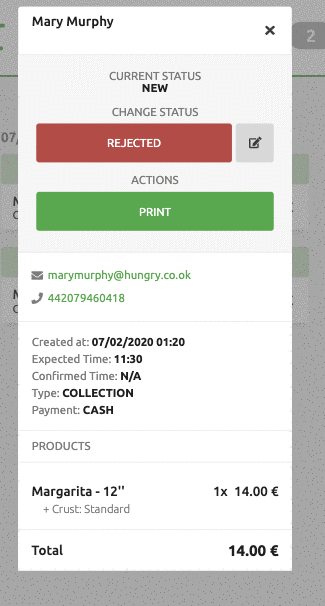 Mary Murphy
2
CURRENT STATUS
NEW
CHANGE STATUS
REJECTED
ACTIONS
PRINT
07/
marymurphy@hungry.co.ok
442079460418
Created at: 07/02/2020 01:20
Expected Time: 11:30
Confirmed Time: N/A
Type: COLLECTION
Payment: CASH
PRODUCTS
Margarita - 12'' 1x 14.00 €
+ Crust: Standard
Total 14.00 €